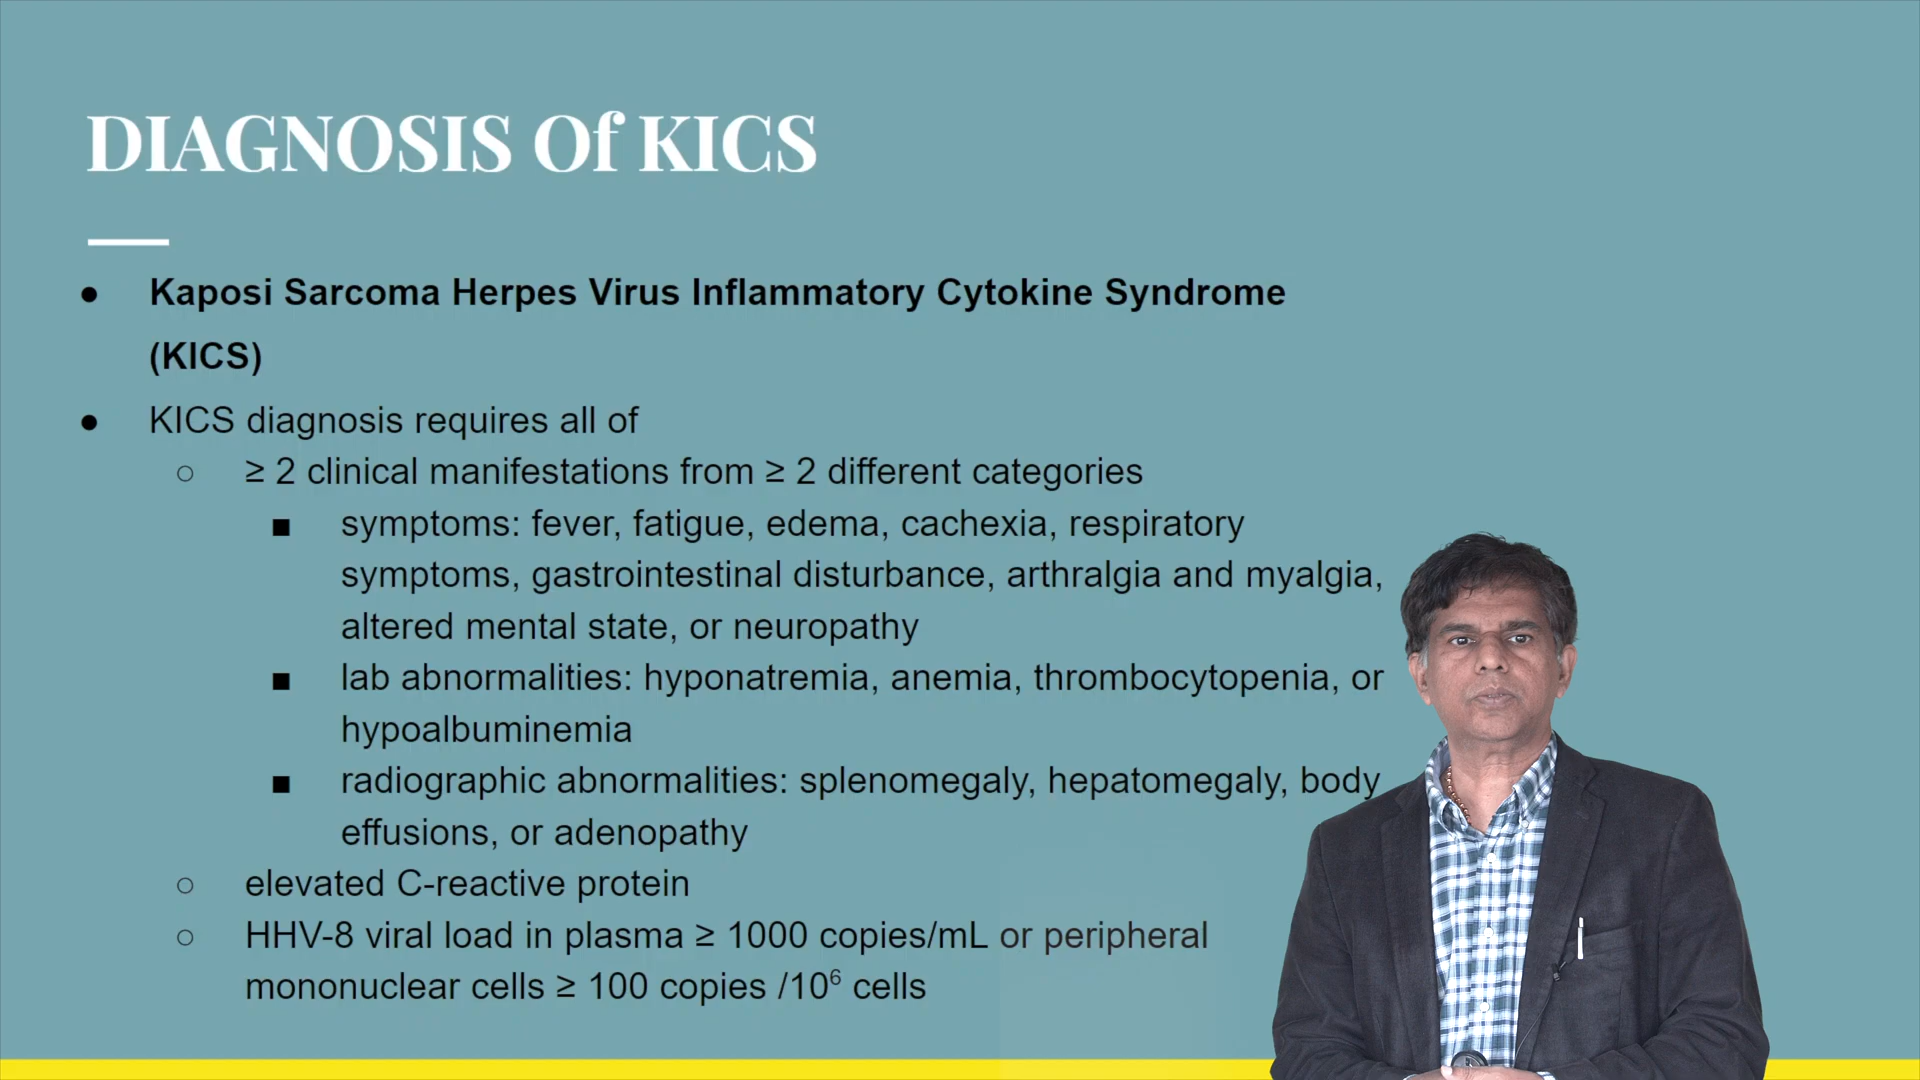 DIAGNOSIS Of KICS
● Kaposi Sarcoma Herpes Virus Inflammatory Cytokine Syndrome
(KICS)
● KICS diagnosis requires all of
○ ≥ 2 clinical manifestations from ≥ 2 different categories
■ symptoms: fever, fatigue, edema, cachexia, respiratory
symptoms, gastrointestinal disturbance, arthralgia and myalgia,
altered mental state, or neuropathy
■ lab abnormalities: hyponatremia, anemia, thrombocytopenia, or
hypoalbuminemia
■ radiographic abnormalities: splenomegaly, hepatomegaly, body
effusions, or adenopathy
○ elevated C-reactive protein
○ HHV-8 viral load in plasma ≥ 1000 copies/mL or peripheral
mononuclear cells ≥ 100 copies /10⁶ cells